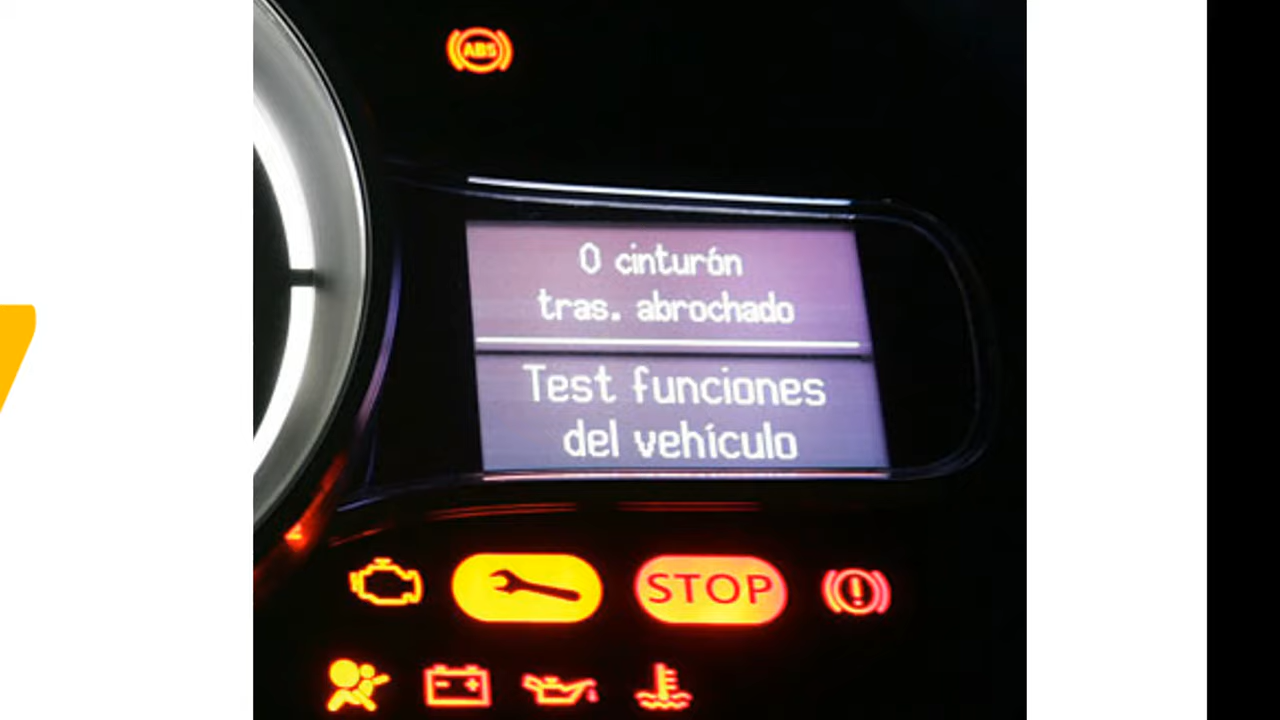 ABS
0 cinturón
tras. abrochado
Test funciones
del vehículo
STOP